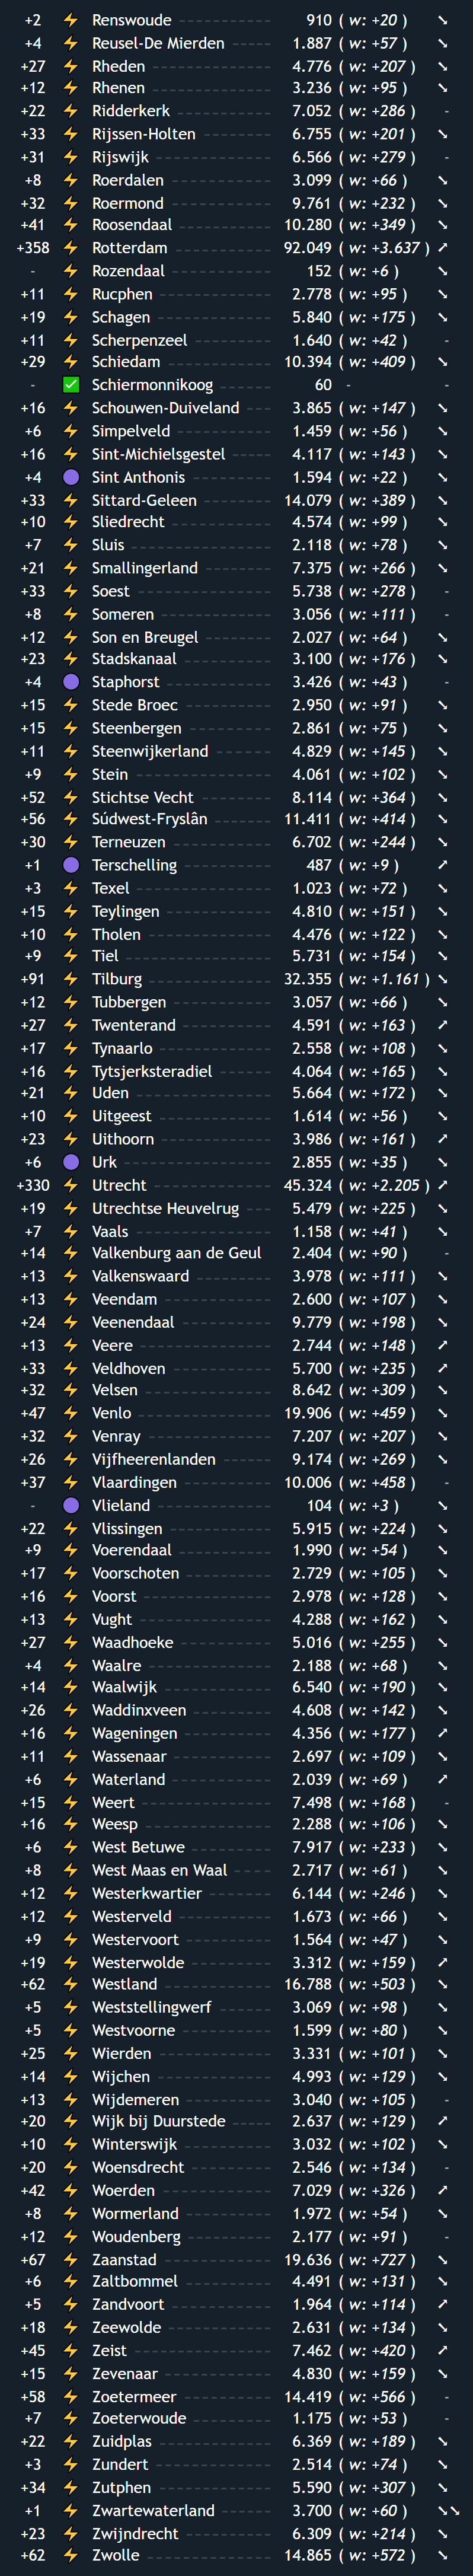 +2 ⚡ Renswoude 910 ( w: +20 ) ➘
+4 ⚡ Reusel-De Mierden 1.887 ( w: +57 ) ➘
+27 ⚡ Rheden 4.776 ( w: +207 ) ➘
+12 ⚡ Rhenen 3.236 ( w: +95 ) ➘
+22 ⚡ Ridderkerk 7.052 ( w: +286 ) -
+33 ⚡ Rijssen-Holten 6.755 ( w: +201 ) ➘
+31 ⚡ Rijswijk 6.566 ( w: +279 ) -
+8 ⚡ Roerdalen 3.099 ( w: +66 ) ➘
+32 ⚡ Roermond 9.761 ( w: +232 ) ➘
+41 ⚡ Roosendaal 10.280 ( w: +349 ) ➘
+358 ⚡ Rotterdam 92.049 ( w: +3.637 ) ➚
- ⚡ Rozendaal 152 ( w: +6 ) ➘
+11 ⚡ Rucphen 2.778 ( w: +95 ) ➘
+19 ⚡ Schagen 5.840 ( w: +175 ) ➘
+11 ⚡ Scherpenzeel 1.640 ( w: +42 ) -
+29 ⚡ Schiedam 10.394 ( w: +409 ) ➘
- ✅ Schiermonnikoog 60 - -
+16 ⚡ Schouwen-Duiveland 3.865 ( w: +147 ) ➘
+6 ⚡ Simpelveld 1.459 ( w: +56 ) ➘
+16 ⚡ Sint-Michielsgestel 4.117 ( w: +143 ) ➘
+4 🟣 Sint Anthonis 1.594 ( w: +22 ) ➘
+33 ⚡ Sittard-Geleen 14.079 ( w: +389 ) ➘
+10 ⚡ Sliedrecht 4.574 ( w: +99 ) ➘
+7 ⚡ Sluis 2.118 ( w: +78 ) ➘
+21 ⚡ Smallingerland 7.375 ( w: +266 ) ➘
+33 ⚡ Soest 5.738 ( w: +278 ) -
+8 ⚡ Someren 3.056 ( w: +111 ) -
+12 ⚡ Son en Breugel 2.027 ( w: +64 ) ➘
+23 ⚡ Stadskanaal 3.100 ( w: +176 ) ➘
+4 🟣 Staphorst 3.426 ( w: +43 ) -
+15 ⚡ Stede Broec 2.950 ( w: +91 ) ➘
+15 ⚡ Steenbergen 2.861 ( w: +75 ) ➘
+11 ⚡ Steenwijkerland 4.829 ( w: +145 ) ➘
+9 ⚡ Stein 4.061 ( w: +102 ) ➘
+52 ⚡ Stichtse Vecht 8.114 ( w: +364 ) ➘
+56 ⚡ Súdwest-Fryslân 11.411 ( w: +414 ) ➘
+30 ⚡ Terneuzen 6.702 ( w: +244 ) ➘
+1 🟣 Terschelling 487 ( w: +9 ) ➚
+3 ⚡ Texel 1.023 ( w: +72 ) ➘
+15 ⚡ Teylingen 4.810 ( w: +151 ) ➘
+10 ⚡ Tholen 4.476 ( w: +122 ) ➘
+9 ⚡ Tiel 5.731 ( w: +154 ) ➘
+91 ⚡ Tilburg 32.355 ( w: +1.161 ) ➘
+12 ⚡ Tubbergen 3.057 ( w: +66 ) ➘
+27 ⚡ Twenterand 4.591 ( w: +163 ) ➚
+17 ⚡ Tynaarlo 2.558 ( w: +108 ) ➘
+16 ⚡ Tytsjerksteradiel 4.064 ( w: +165 ) ➘
+21 ⚡ Uden 5.664 ( w: +172 ) ➘
+10 ⚡ Uitgeest 1.614 ( w: +56 ) ➘
+23 ⚡ Uithoorn 3.986 ( w: +161 ) ➚
+6 🟣 Urk 2.855 ( w: +35 ) ➘
+330 ⚡ Utrecht 45.324 ( w: +2.205 ) ➚
+19 ⚡ Utrechtse Heuvelrug 5.479 ( w: +225 ) ➘
+7 ⚡ Vaals 1.158 ( w: +41 ) ➘
+14 ⚡ Valkenburg aan de Geul 2.404 ( w: +90 ) -
+13 ⚡ Valkenswaard 3.978 ( w: +111 ) ➘
+13 ⚡ Veendam 2.600 ( w: +107 ) ➘
+24 ⚡ Veenendaal 9.779 ( w: +198 ) ➘
+13 ⚡ Veere 2.744 ( w: +148 ) ➚
+33 ⚡ Veldhoven 5.700 ( w: +235 ) ➚
+32 ⚡ Velsen 8.642 ( w: +309 ) ➘
+47 ⚡ Venlo 19.906 ( w: +459 ) ➘
+32 ⚡ Venray 7.207 ( w: +207 ) ➘
+26 ⚡ Vijfheerenlanden 9.174 ( w: +269 ) ➘
+37 ⚡ Vlaardingen 10.006 ( w: +458 ) -
- 🟣 Vlieland 104 ( w: +3 ) ➘
+22 ⚡ Vlissingen 5.915 ( w: +224 ) ➘
+9 ⚡ Voerendaal 1.990 ( w: +54 ) ➘
+17 ⚡ Voorschoten 2.729 ( w: +105 ) ➘
+16 ⚡ Voorst 2.978 ( w: +128 ) ➘
+13 ⚡ Vught 4.288 ( w: +162 ) ➘
+27 ⚡ Waadhoeke 5.016 ( w: +255 ) ➘
+4 ⚡ Waalre 2.188 ( w: +68 ) ➘
+14 ⚡ Waalwijk 6.540 ( w: +190 ) ➘
+26 ⚡ Waddinxveen 4.608 ( w: +142 ) ➘
+16 ⚡ Wageningen 4.356 ( w: +177 ) ➚
+11 ⚡ Wassenaar 2.697 ( w: +109 ) ➘
+6 ⚡ Waterland 2.039 ( w: +69 ) ➚
+15 ⚡ Weert 7.498 ( w: +168 ) -
+16 ⚡ Weesp 2.288 ( w: +106 ) ➘
+6 ⚡ West Betuwe 7.917 ( w: +233 ) ➘
+8 ⚡ West Maas en Waal 2.717 ( w: +61 ) ➘
+12 ⚡ Westerkwartier 6.144 ( w: +246 ) ➘
+12 ⚡ Westerveld 1.673 ( w: +66 ) ➘
+9 ⚡ Westervoort 1.564 ( w: +47 ) ➘
+19 ⚡ Westerwolde 3.312 ( w: +159 ) ➚
+62 ⚡ Westland 16.788 ( w: +503 ) ➘
+5 ⚡ Weststellingwerf 3.069 ( w: +98 ) ➘
+5 ⚡ Westvoorne 1.599 ( w: +80 ) ➘
+25 ⚡ Wierden 3.331 ( w: +101 ) ➘
+14 ⚡ Wijchen 4.993 ( w: +129 ) ➘
+13 ⚡ Wijdemeren 3.040 ( w: +105 ) -
+20 ⚡ Wijk bij Duurstede 2.637 ( w: +129 ) ➚
+10 ⚡ Winterswijk 3.032 ( w: +102 ) ➘
+20 ⚡ Woensdrecht 2.546 ( w: +134 ) -
+42 ⚡ Woerden 7.029 ( w: +326 ) ➚
+8 ⚡ Wormerland 1.972 ( w: +54 ) ➘
+12 ⚡ Woudenberg 2.177 ( w: +91 ) -
+67 ⚡ Zaanstad 19.636 ( w: +727 ) ➘
+6 ⚡ Zaltbommel 4.491 ( w: +131 ) ➘
+5 ⚡ Zandvoort 1.964 ( w: +114 ) ➚
+18 ⚡ Zeewolde 2.631 ( w: +134 ) ➘
+45 ⚡ Zeist 7.462 ( w: +420 ) ➚
+15 ⚡ Zevenaar 4.830 ( w: +159 ) ➘
+58 ⚡ Zoetermeer 14.419 ( w: +566 ) -
+7 ⚡ Zoeterwoude 1.175 ( w: +53 ) -
+22 ⚡ Zuidplas 6.369 ( w: +189 ) ➘
+3 ⚡ Zundert 2.514 ( w: +74 ) ➘
+34 ⚡ Zutphen 5.590 ( w: +307 ) ➘
+1 ⚡ Zwartewaterland 3.700 ( w: +60 ) ➘➘
+23 ⚡ Zwijndrecht 6.309 ( w: +214 ) ➘
+62 ⚡ Zwolle 14.865 ( w: +572 ) ➘